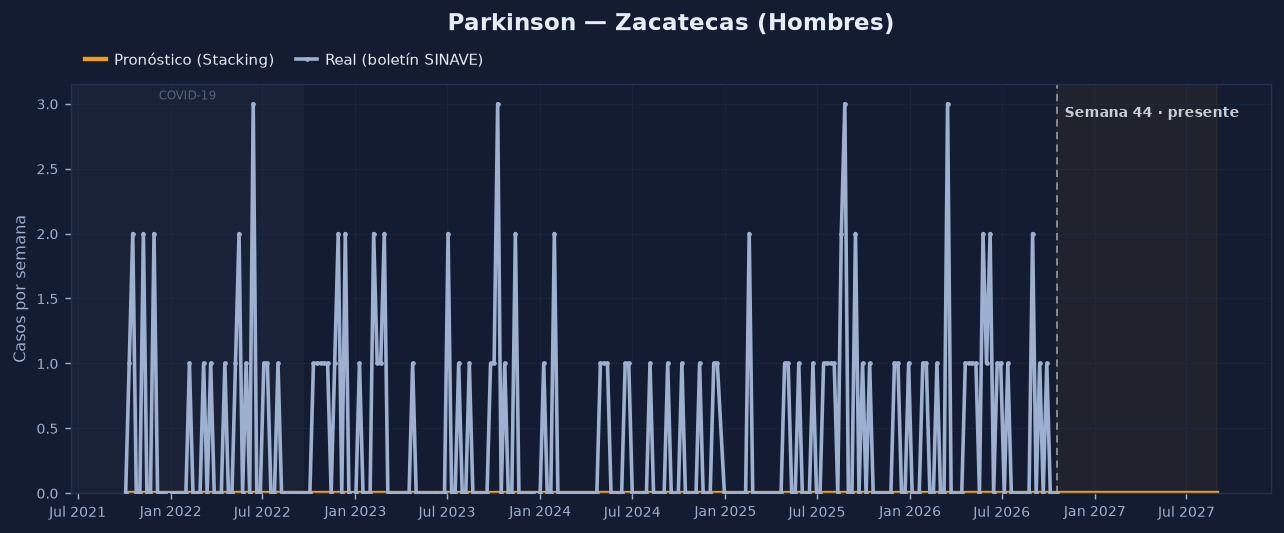 Parkinson — Zacatecas (Hombres)
Pronóstico (Stacking) Real (boletín SINAVE)
COVID-19
Semana 44 · presente
Casos por semana
3.0
2.5
2.0
1.5
1.0
0.5
0.0
Jul 2021 Jan 2022 Jul 2022 Jan 2023 Jul 2023 Jan 2024 Jul 2024 Jan 2025 Jul 2025 Jan 2026 Jul 2026 Jan 2027 Jul 2027